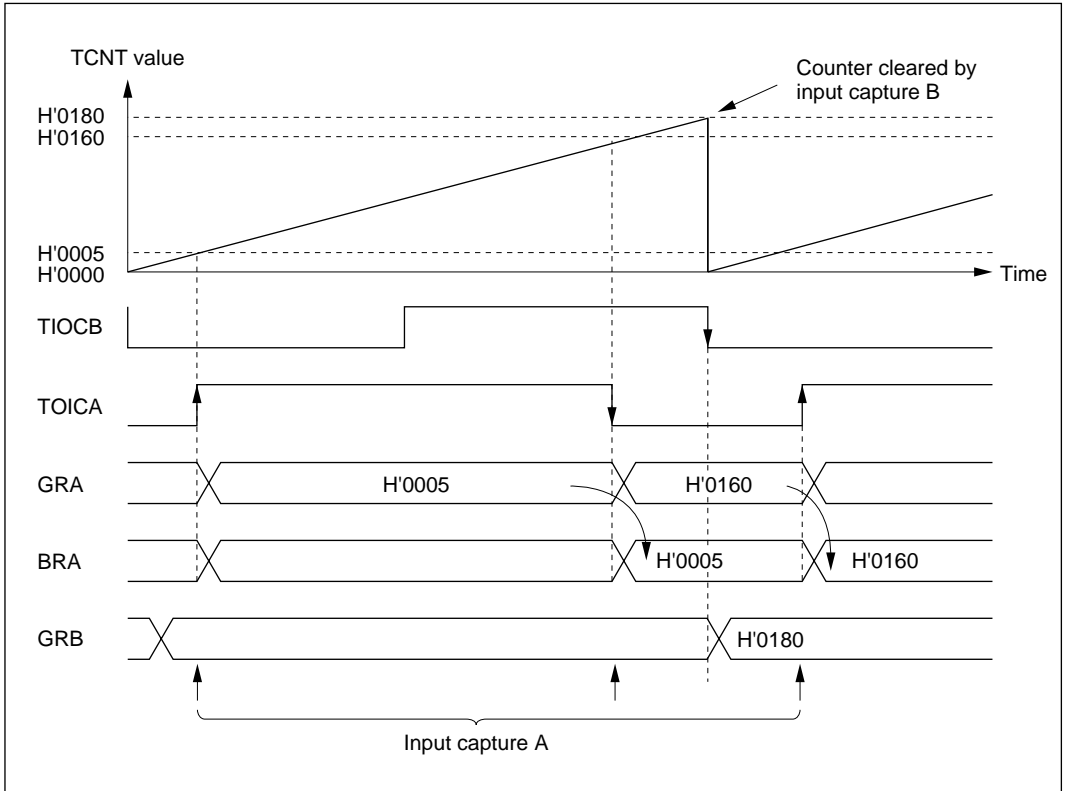 TCNT value
Counter cleared by
input capture B
H'0180
H'0160
H'0005
H'0000
Time
TIOCB
TOICA
GRA
H'0005
H'0160
BRA
H'0005
H'0160
GRB
H'0180
Input capture A